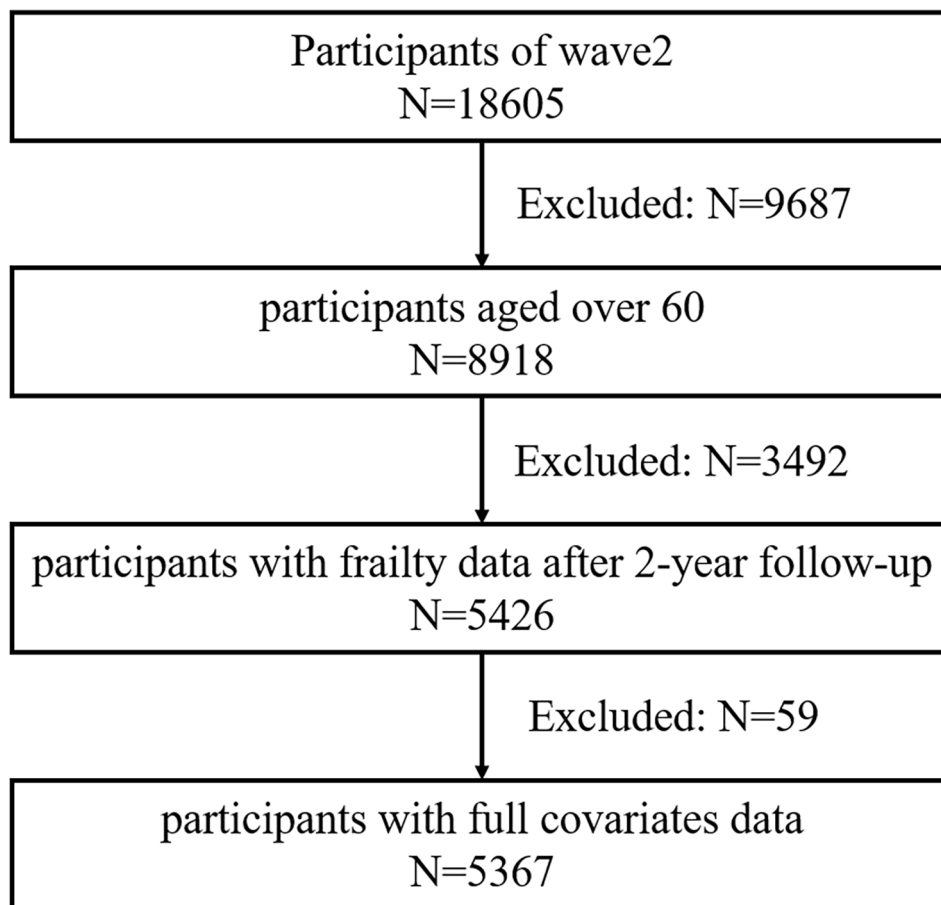 Participants of wave2
N=18605
Excluded: N=9687
participants aged over 60
N=8918
Excluded: N=3492
participants with frailty data after 2-year follow-up
N=5426
Excluded: N=59
participants with full covariates data
N=5367